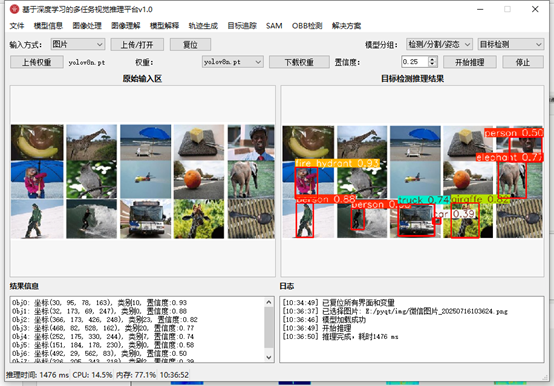 基于深度学习的多任务视觉推理平台v1.0
文件 模型信息 图像处理 图像理解 模型解释 轨迹生成 目标追踪 SAM OBB检测 解决方案
输入方式: 图片 上传/打开 复位 模型分组: 检测/分割/姿态 目标检测
上传权重 yolov8n.pt 权重: yolov8n.pt 下载权重 置信度: 0.25 开始推理 停止
原始输入区 目标检测推理结果
person 0.50
elephant 0.77
fire hydrant 0.93
person 0.88
truck 0.74
giraffe 0.82
person
0.39
结果信息 日志
Obj0: 坐标(30, 95, 78, 163), 类别10, 置信度:0.93
Obj1: 坐标(32, 173, 69, 247), 类别0, 置信度:0.88
Obj2: 坐标(366, 173, 426, 248), 类别23, 置信度:0.82
Obj3: 坐标(468, 82, 528, 162), 类别20, 置信度:0.77
Obj4: 坐标(252, 175, 330, 244), 类别7, 置信度:0.74
Obj5: 坐标(151, 184, 178, 230), 类别0, 置信度:0.58
Obj6: 坐标(492, 29, 562, 83), 类别0, 置信度:0.50
[10:34:49] 已复位所有界面和变量
[10:36:37] 已选择图片: E:/pyqt/img/微信图片_20250716103624.png
[10:36:46] 模型加载成功
[10:36:49] 开始推理
[10:36:50] 推理完成，耗时1476 ms
推理时间: 1476 ms CPU: 14.5% 内存: 77.1% 10:36:52